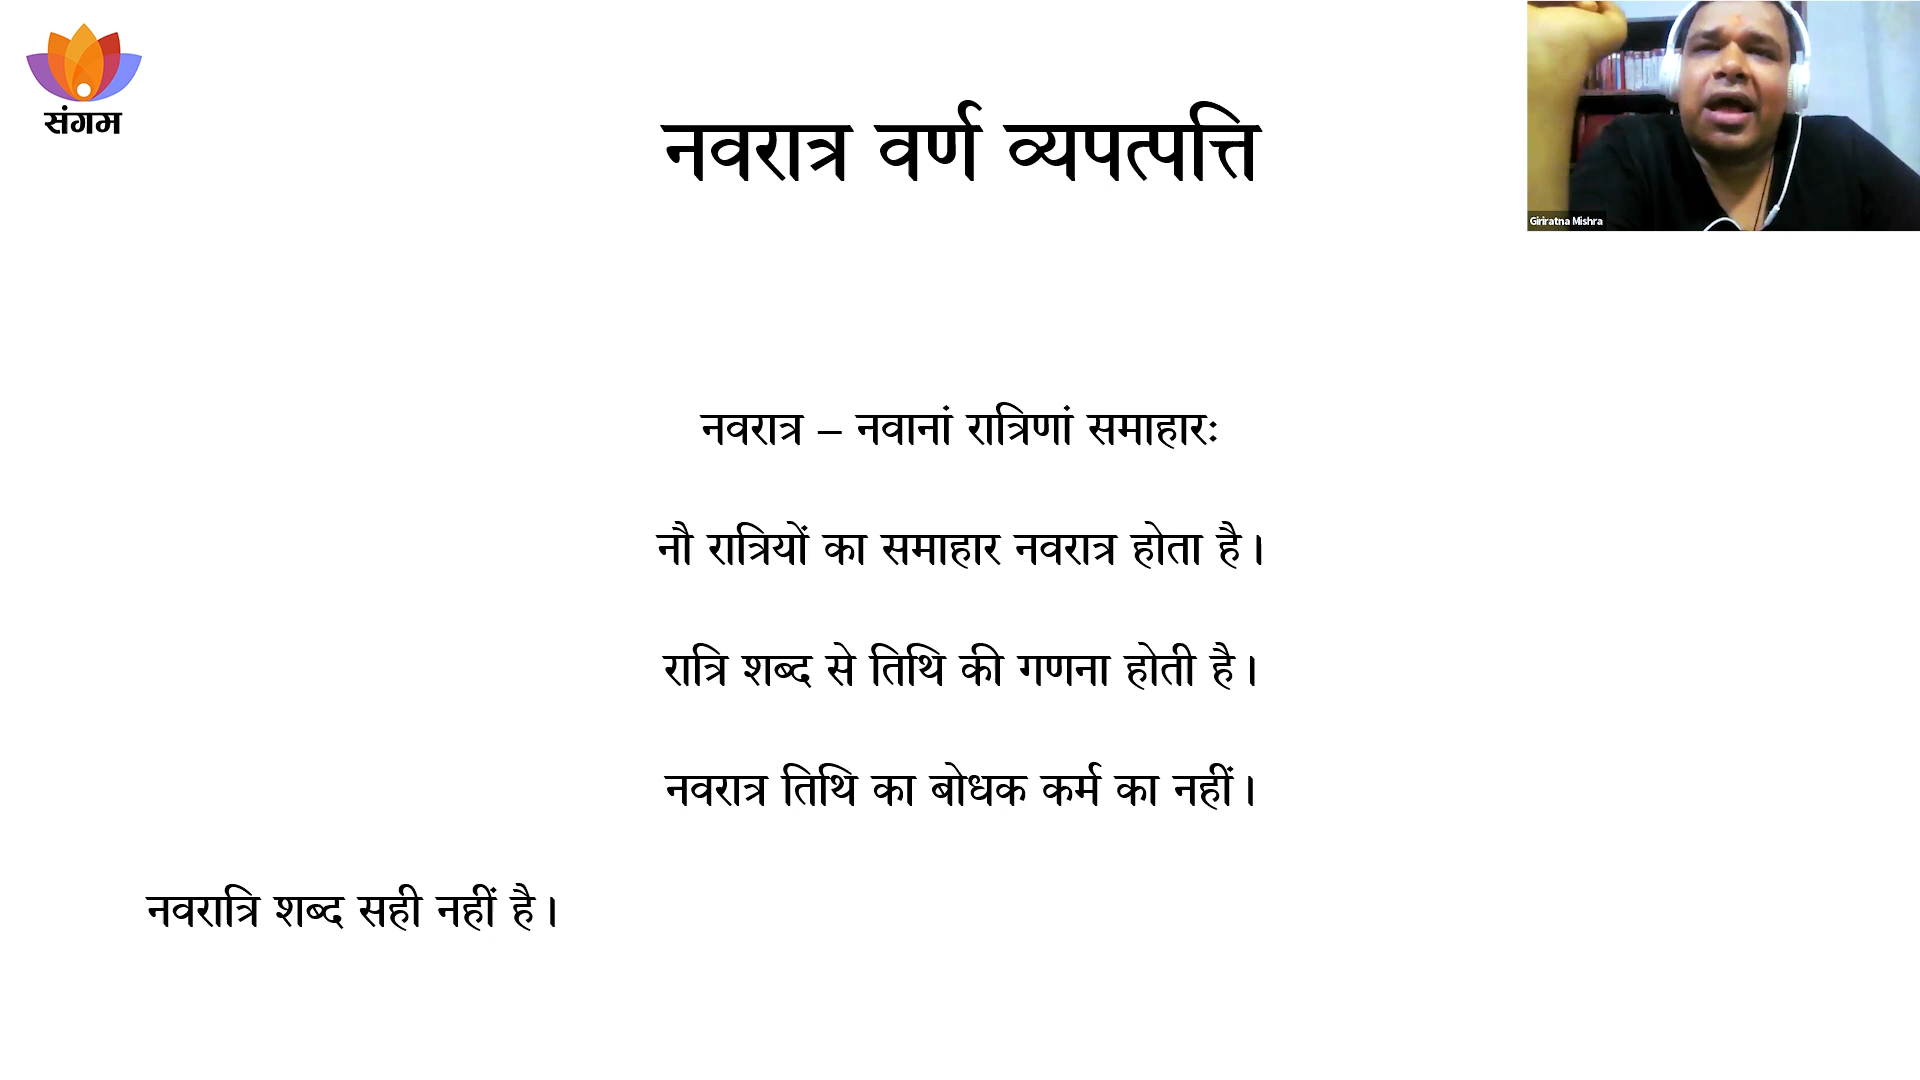 संगम
नवरात्र वर्ण व्यपत्पत्ति
Giriratna Mishra
नवरात्र – नवानां रात्रिणां समाहारः
नौ रात्रियों का समाहार नवरात्र होता है।
रात्रि शब्द से तिथि की गणना होती है।
नवरात्र तिथि का बोधक कर्म का नहीं।
नवरात्रि शब्द सही नहीं है।